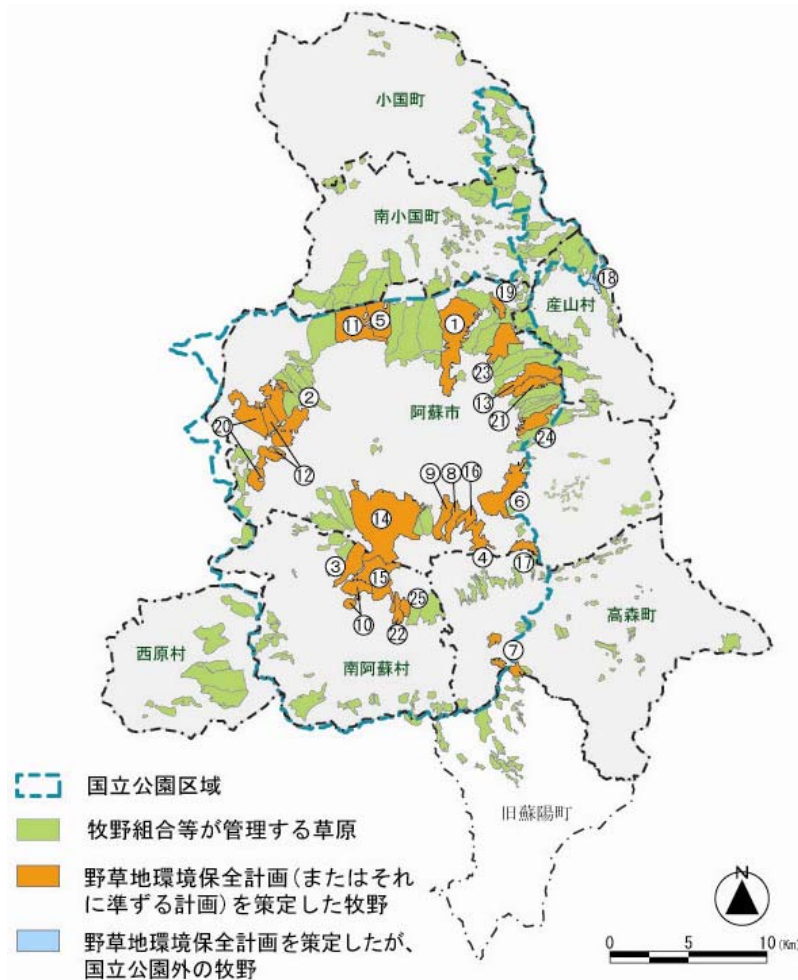 小国町
南小国町
産山村
⑱
⑲
⑪ ⑤ ①
②
阿蘇市
㉓
⑬
㉑
⑳
⑫
㉔
⑨ ⑧ ⑯
⑥
⑭
④ ⑰
③
⑮
⑩
㉕
㉒
高森町
西原村
南阿蘇村
⑦
旧蘇陽町
国立公園区域
牧野組合等が管理する草原
野草地環境保全計画(またはそれ
に準ずる計画)を策定した牧野
野草地環境保全計画を策定したが、
国立公園外の牧野
N
0 5 10 (Km)